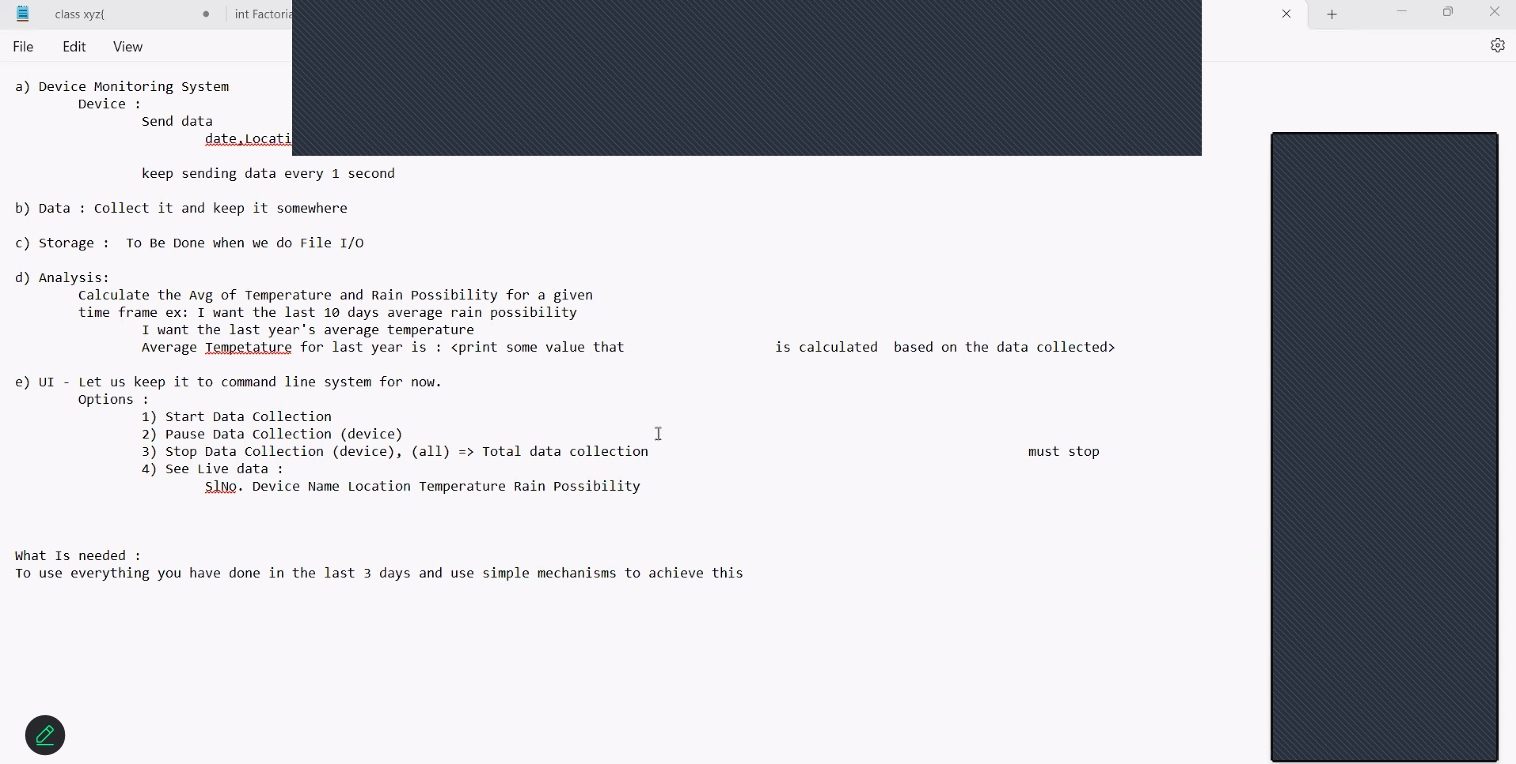 class xyz{
int Factoria
File Edit View
a) Device Monitoring System
Device :
Send data
date,Locati
keep sending data every 1 second
b) Data : Collect it and keep it somewhere
c) Storage : To Be Done when we do File I/O
d) Analysis:
Calculate the Avg of Temperature and Rain Possibility for a given
time frame ex: I want the last 10 days average rain possibility
I want the last year's average temperature
Average Tempetature for last year is : <print some value that is calculated based on the data collected>
e) UI - Let us keep it to command line system for now.
Options :
1) Start Data Collection
2) Pause Data Collection (device)
3) Stop Data Collection (device), (all) => Total data collection must stop
4) See Live data :
SlNo. Device Name Location Temperature Rain Possibility
What Is needed :
To use everything you have done in the last 3 days and use simple mechanisms to achieve this